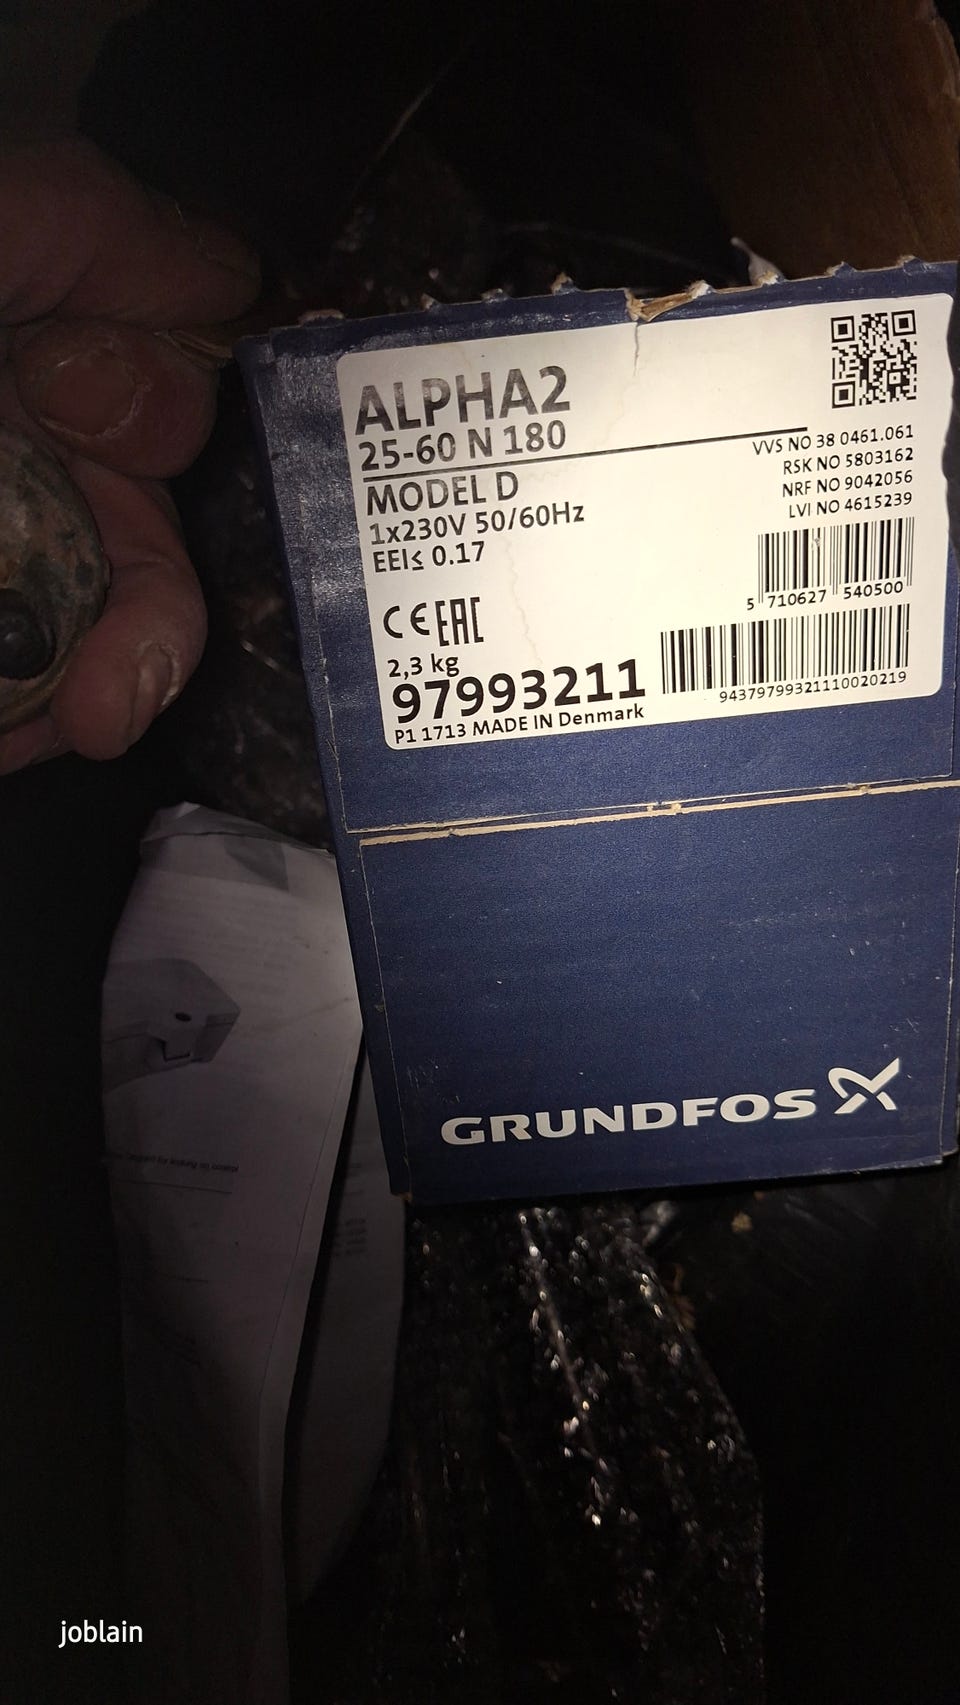 ALPHA2
25-60 N 180
MODEL D
1x230V 50/60Hz
EEI≤ 0.17
VVS NO 38 0461.061
RSK NO 5803162
NRF NO 9042056
LVI NO 4615239
5 710627 540500
CE EAC
2,3 kg
97993211
P1 1713 MADE IN Denmark
94379799321110020219
GRUNDFOS
joblain